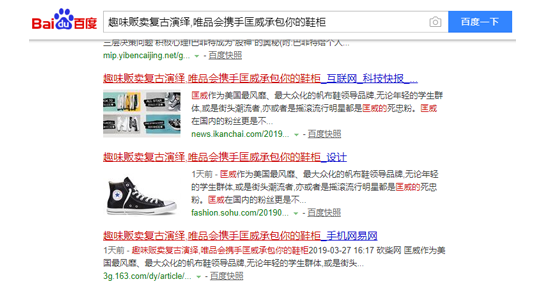 Bai du 百度 趣味贩卖复古演绎,唯品会携手匡威承包你的鞋柜 百度一下
mip.yibencaijing.net/g... - 百度快照
趣味贩卖复古演绎,唯品会携手匡威承包你的鞋柜_互联网_科技快报_...
匡威作为美国最风靡、最大众化的帆布鞋领导品牌,无论年轻的学生群
体,或是街头潮流者,亦或者是摇滚流行明星都是匡威的死忠粉。匡威
在国内的粉丝更是不...
news.ikanchai.com/2019... - 百度快照
趣味贩卖复古演绎,唯品会携手匡威承包你的鞋柜_设计
1天前 - 匡威作为美国最风靡、最大众化的帆布鞋领导品牌,无论年轻
的学生群体,或是街头潮流者,亦或者是摇滚流行明星都是匡威的死忠
粉。匡威在国内的粉丝更是不...
fashion.sohu.com/20190... - 百度快照
趣味贩卖复古演绎,唯品会携手匡威承包你的鞋柜_手机网易网
1天前 - 趣味贩卖复古演绎,唯品会携手匡威承包你的鞋柜2019-03-27 16:17 砍柴网 匡威作为美
国最风靡、最大众化的帆布鞋领导品牌,无论年轻的学生群体,或是街头...
3g.163.com/dy/article/... - 百度快照